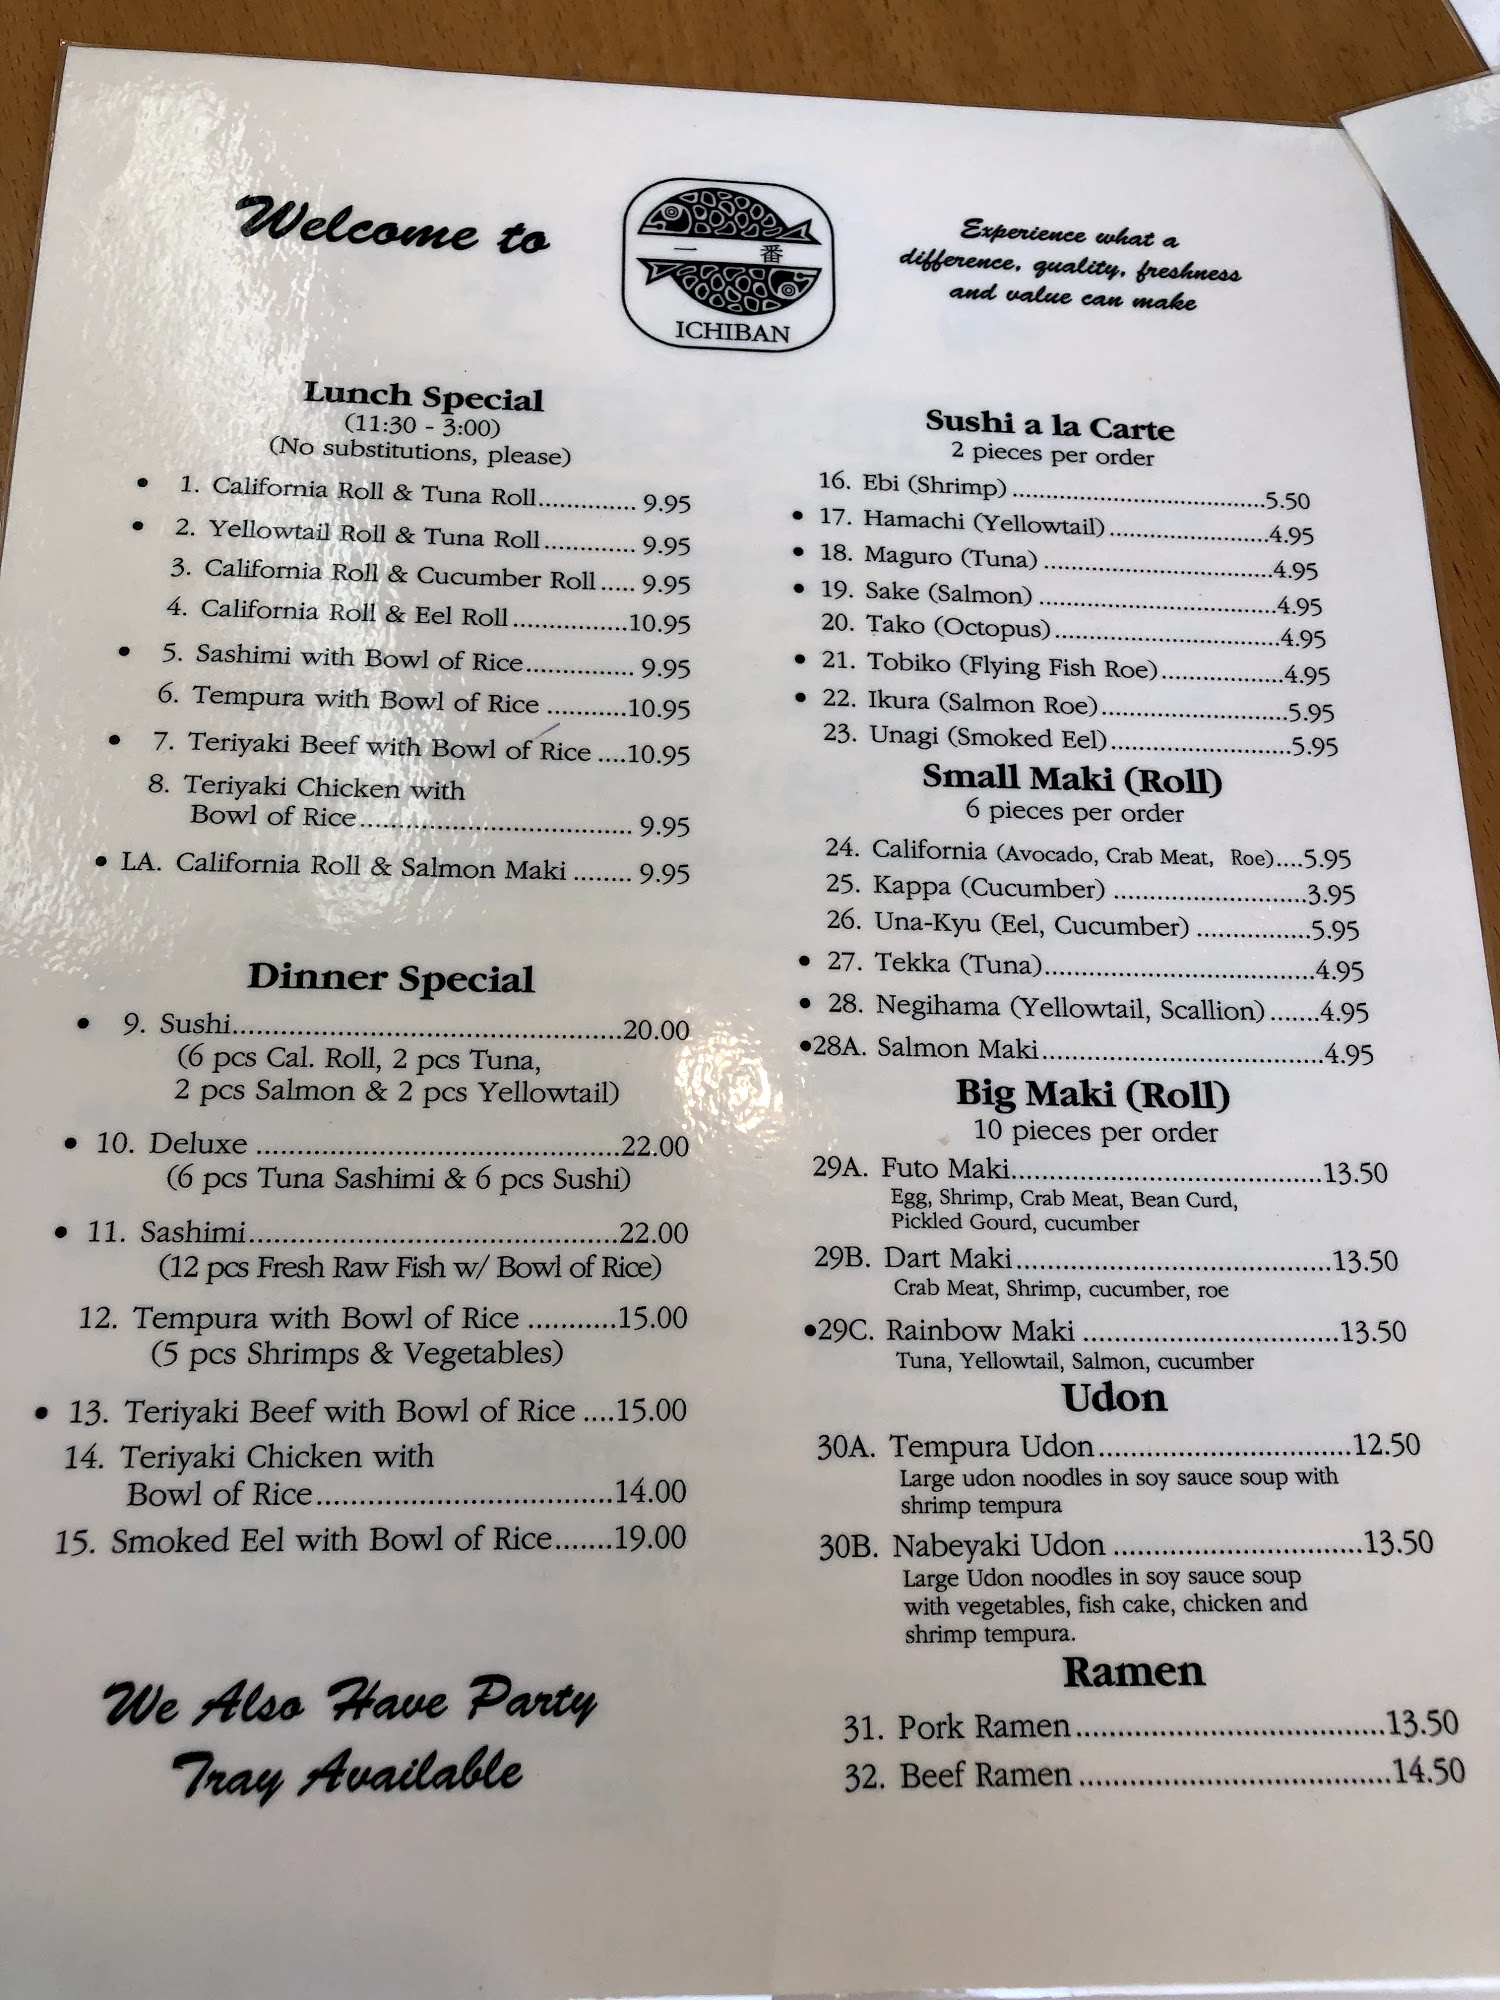 Welcome to
一 番
ICHIBAN
Experience what a
difference, quality, freshness
and value can make
Lunch Special
(11:30 - 3:00)
(No substitutions, please)
• 1. California Roll & Tuna Roll.............. 9.95
• 2. Yellowtail Roll & Tuna Roll............. 9.95
3. California Roll & Cucumber Roll..... 9.95
4. California Roll & Eel Roll................10.95
• 5. Sashimi with Bowl of Rice............... 9.95
6. Tempura with Bowl of Rice ...........10.95
• 7. Teriyaki Beef with Bowl of Rice ....10.95
8. Teriyaki Chicken with
Bowl of Rice...................................... 9.95
• LA. California Roll & Salmon Maki ........ 9.95
Dinner Special
• 9. Sushi......................................................20.00
(6 pcs Cal. Roll, 2 pcs Tuna,
2 pcs Salmon & 2 pcs Yellowtail)
• 10. Deluxe ..................................................22.00
(6 pcs Tuna Sashimi & 6 pcs Sushi)
• 11. Sashimi..................................................22.00
(12 pcs Fresh Raw Fish w/ Bowl of Rice)
12. Tempura with Bowl of Rice ...........15.00
(5 pcs Shrimps & Vegetables)
• 13. Teriyaki Beef with Bowl of Rice ....15.00
14. Teriyaki Chicken with
Bowl of Rice.....................................14.00
15. Smoked Eel with Bowl of Rice.......19.00
We Also Have Party
Tray Available
Sushi a la Carte
2 pieces per order
16. Ebi (Shrimp)....................................5.50
• 17. Hamachi (Yellowtail).......................4.95
• 18. Maguro (Tuna) .................................4.95
• 19. Sake (Salmon) ..................................4.95
20. Tako (Octopus)................................4.95
• 21. Tobiko (Flying Fish Roe).................4.95
• 22. Ikura (Salmon Roe)..........................5.95
23. Unagi (Smoked Eel).........................5.95
Small Maki (Roll)
6 pieces per order
24. California (Avocado, Crab Meat, Roe)....5.95
25. Kappa (Cucumber) ...........................3.95
26. Una-Kyu (Eel, Cucumber) ................5.95
• 27. Tekka (Tuna)......................................4.95
• 28. Negihama (Yellowtail, Scallion).......4.95
•28A. Salmon Maki.......................................4.95
Big Maki (Roll)
10 pieces per order
29A. Futo Maki...........................................13.50
Egg, Shrimp, Crab Meat, Bean Curd,
Pickled Gourd, cucumber
29B. Dart Maki............................................13.50
Crab Meat, Shrimp, cucumber, roe
•29C. Rainbow Maki ...................................13.50
Tuna, Yellowtail, Salmon, cucumber
Udon
30A. Tempura Udon..................................12.50
Large udon noodles in soy sauce soup with
shrimp tempura
30B. Nabeyaki Udon .................................13.50
Large Udon noodles in soy sauce soup
with vegetables, fish cake, chicken and
shrimp tempura.
Ramen
31. Pork Ramen.......................................13.50
32. Beef Ramen.......................................14.50